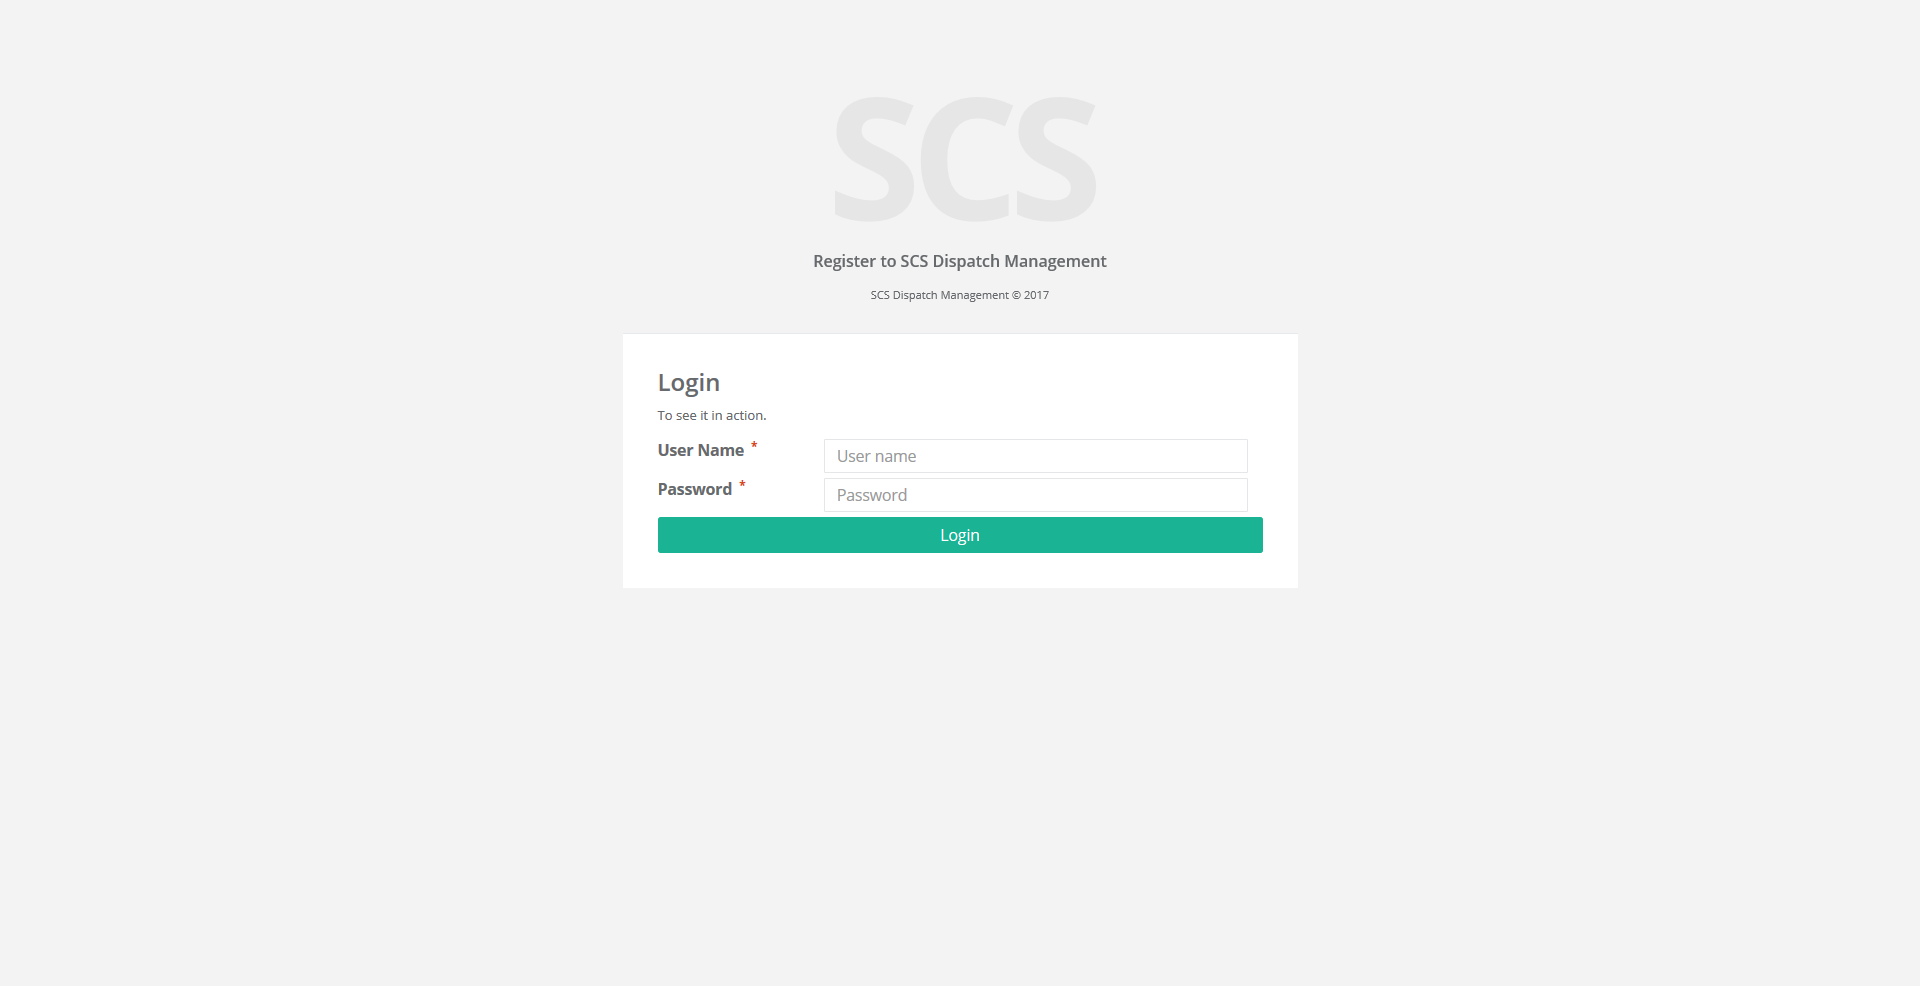 SCS
Register to SCS Dispatch Management
SCS Dispatch Management © 2017
Login
To see it in action.
User Name *
User name
Password *
Password
Login